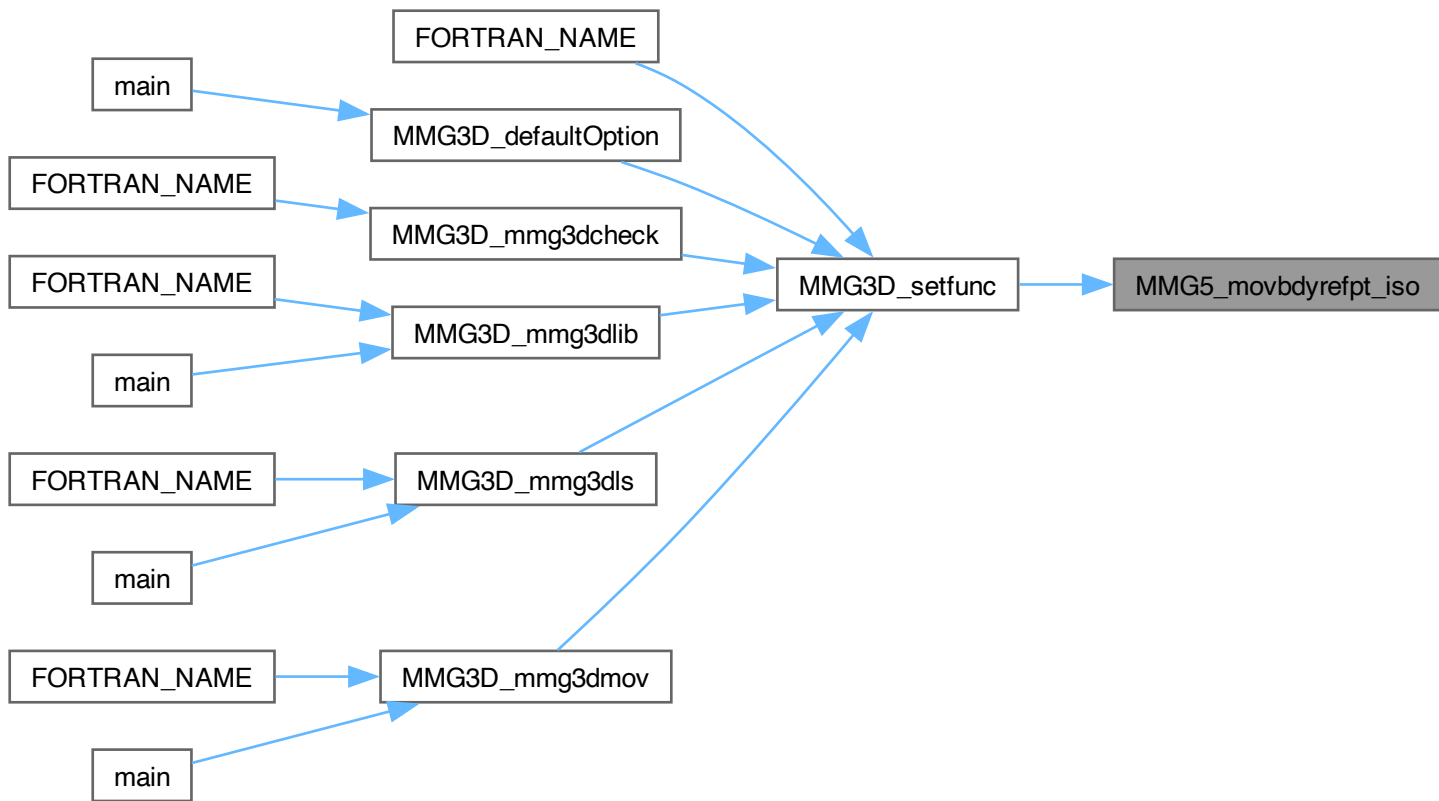 FORTRAN_NAME
main
MMG3D_defaultOption
FORTRAN_NAME
MMG3D_mmg3dcheck
FORTRAN_NAME
MMG3D_setfunc
MMG5_movbdyrefpt_iso
MMG3D_mmg3dlib
main
FORTRAN_NAME
MMG3D_mmg3dls
main
FORTRAN_NAME
MMG3D_mmg3dmov
main